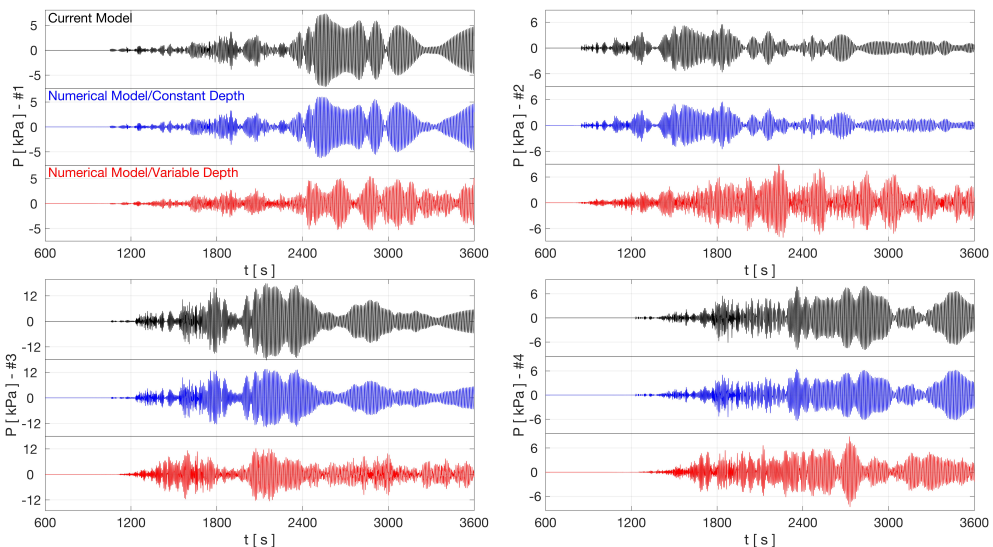 Current Model
Numerical Model/Constant Depth
Numerical Model/Variable Depth
P [ kPa ] - #1
5
0
-5
5
0
-5
5
0
-5
600 1200 1800 2400 3000 3600
t [ s ]
P [ kPa ] - #2
6
0
-6
6
0
-6
6
0
-6
600 1200 1800 2400 3000 3600
t [ s ]
P [ kPa ] - #3
12
0
-12
12
0
-12
12
0
-12
600 1200 1800 2400 3000 3600
t [ s ]
P [ kPa ] - #4
6
0
-6
6
0
-6
6
0
-6
600 1200 1800 2400 3000 3600
t [ s ]